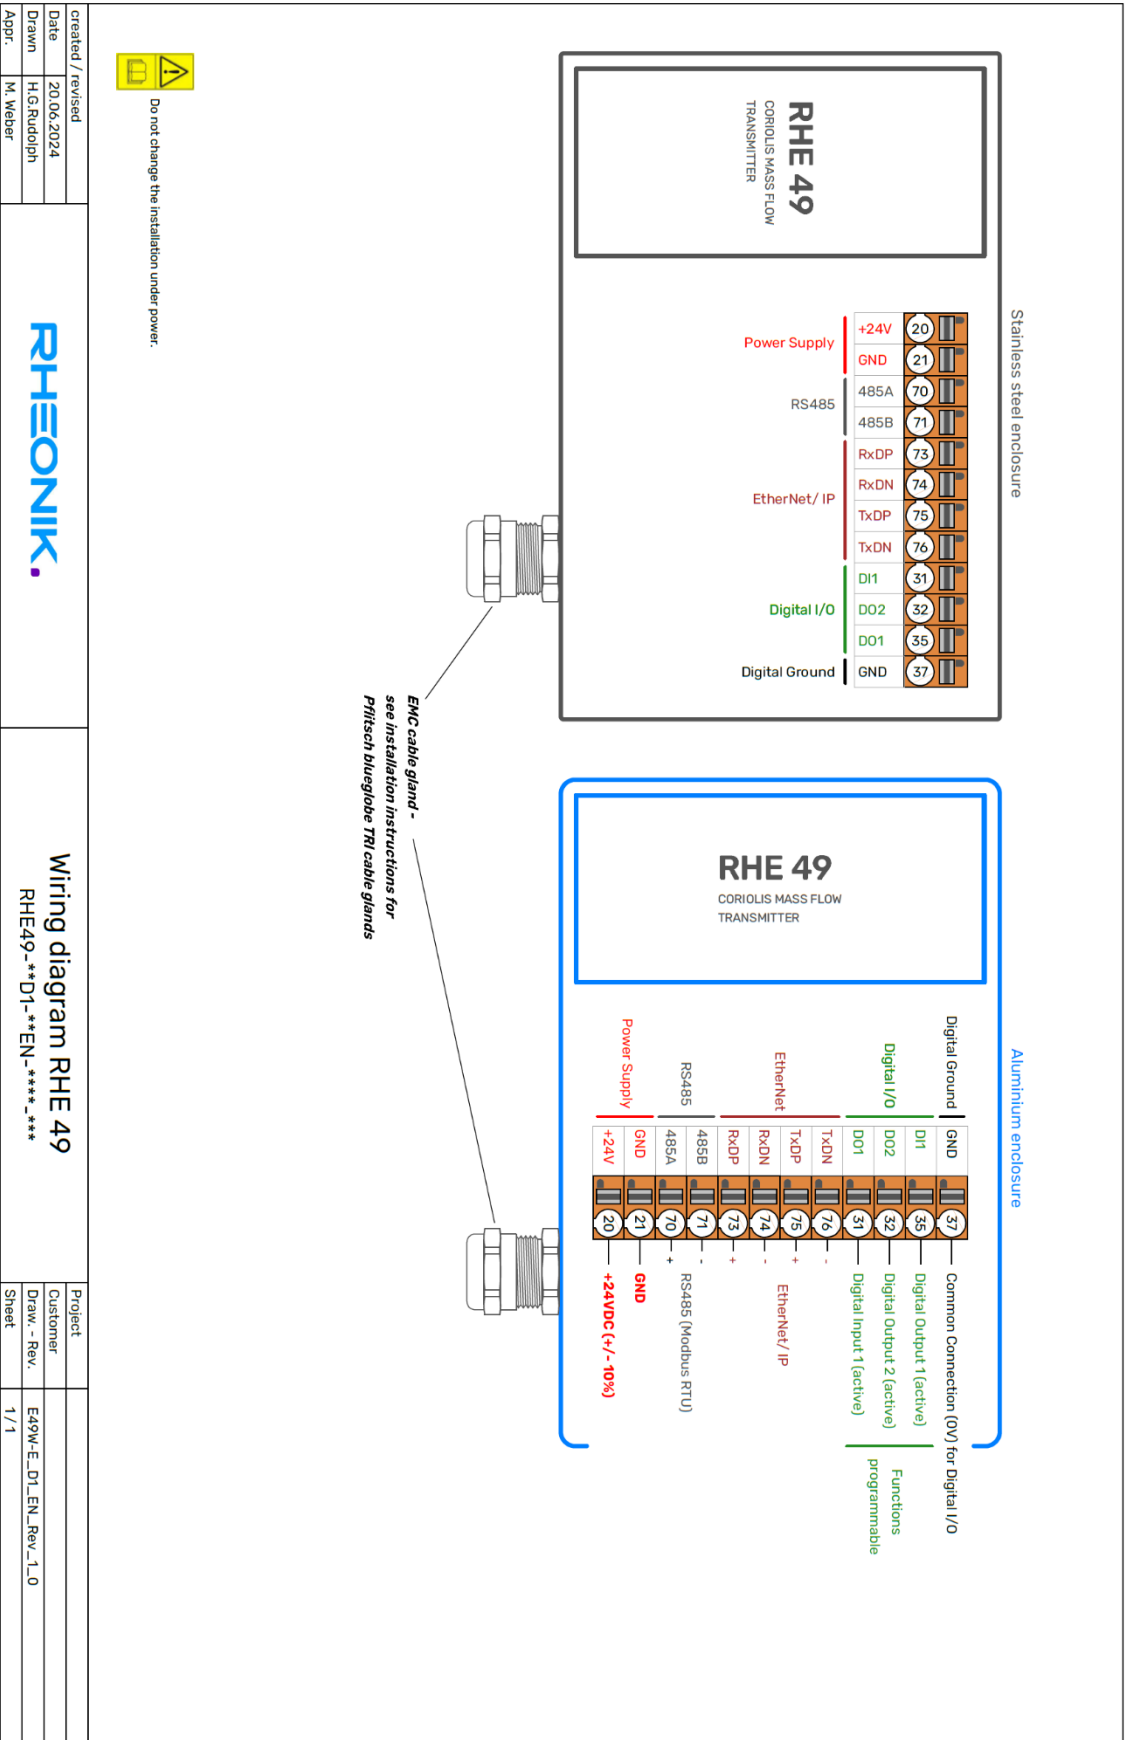 Stainless steel enclosure
RHE 49
CORIOLIS MASS FLOW
TRANSMITTER
Power Supply
RS485
EtherNet/ IP
Digital I/O
Digital Ground
+24V 20
GND 21
485A 70
485B 71
RxDP 73
RxDN 74
TxDP 75
TxDN 76
DI1 31
DO2 32
DO1 35
GND 37
Aluminium enclosure
RHE 49
CORIOLIS MASS FLOW
TRANSMITTER
Digital Ground
Digital I/O
EtherNet
RS485
Power Supply
GND 37 Common Connection (0V) for Digital I/O
DI1 35 Digital Output 1 (active)
DO2 32 Digital Output 2 (active)
DO1 31 Digital Input 1 (active)
Functions
programmable
TxDN 76 -
TxDP 75 +
EtherNet/ IP
RxDN 74 -
RxDP 73 +
485B 71 -
RS485 (Modbus RTU)
485A 70 +
GND 21 GND
+24V 20 +24VDC (+/- 10%)
EMC cable gland -
see installation instructions for
Pflitsch blueglobe TRI cable glands
Do not change the installation under power.
created / revised
Date 20.06.2024
Drawn H.G.Rudolph
Appr. M. Weber
RHEONIK.
Wiring diagram RHE 49
RHE49-**D1-**EN-****_***
Project
Customer
Draw. - Rev. E49W-E_D1_EN_Rev_1_0
Sheet 1/1